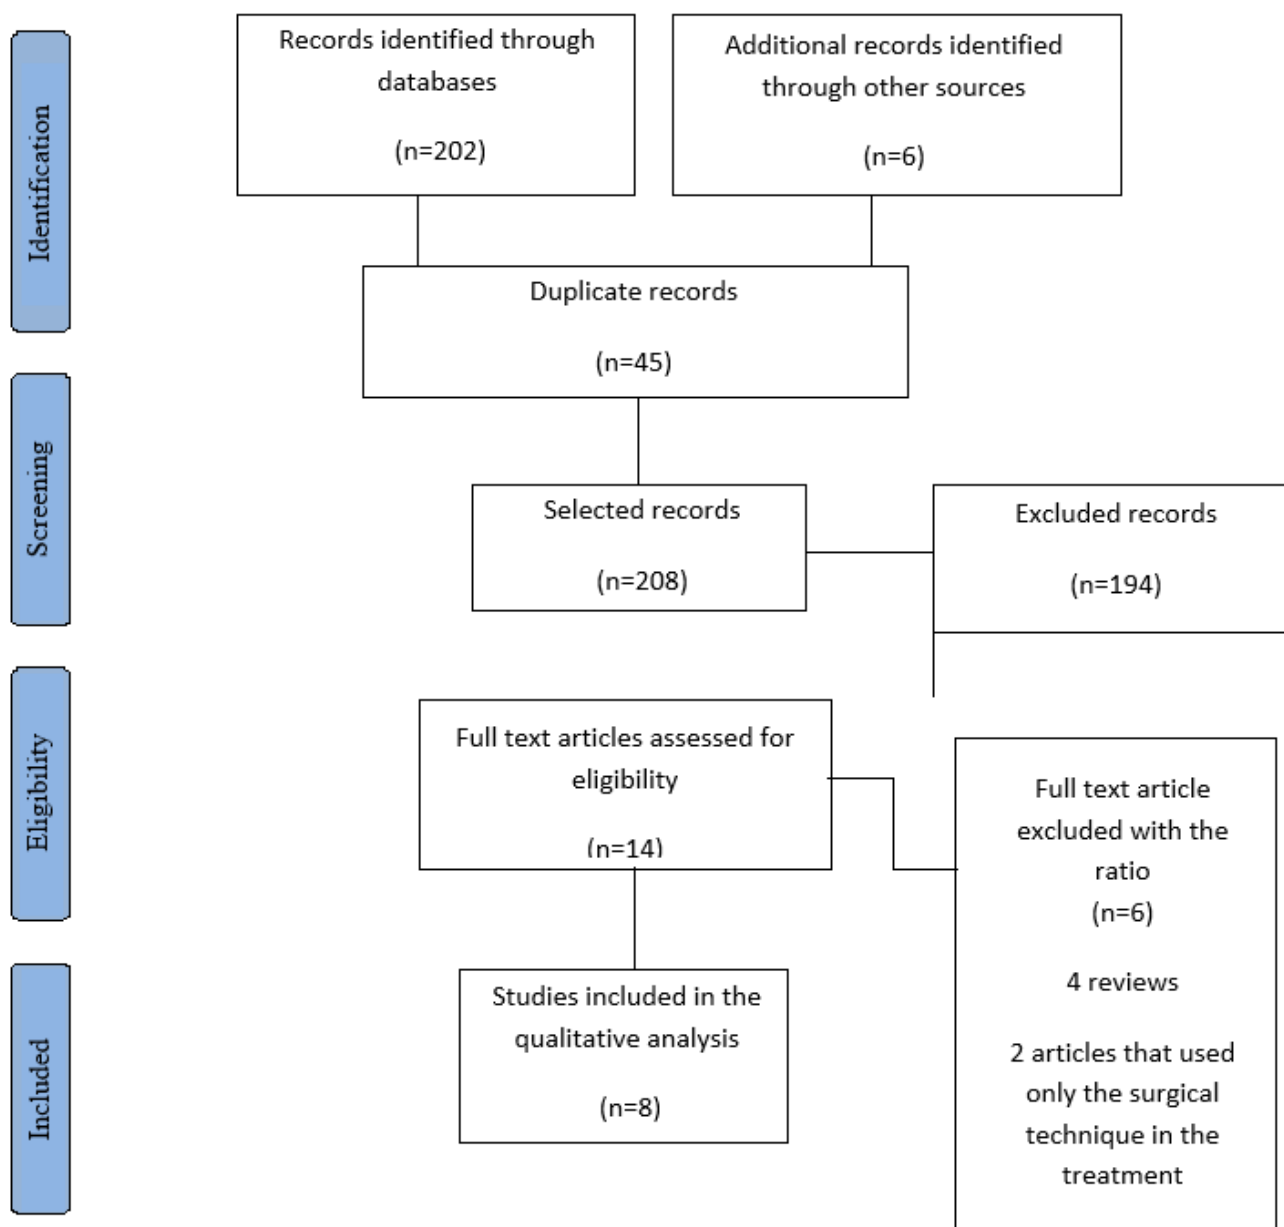 Identification
Records identified through
databases
(n=202)
Additional records identified
through other sources
(n=6)
Duplicate records
(n=45)
Screening
Selected records
(n=208)
Excluded records
(n=194)
Eligibility
Full text articles assessed for
eligibility
(n=14)
Full text article
excluded with the
ratio
(n=6)
4 reviews
2 articles that used
only the surgical
technique in the
treatment
Included
Studies included in the
qualitative analysis
(n=8)